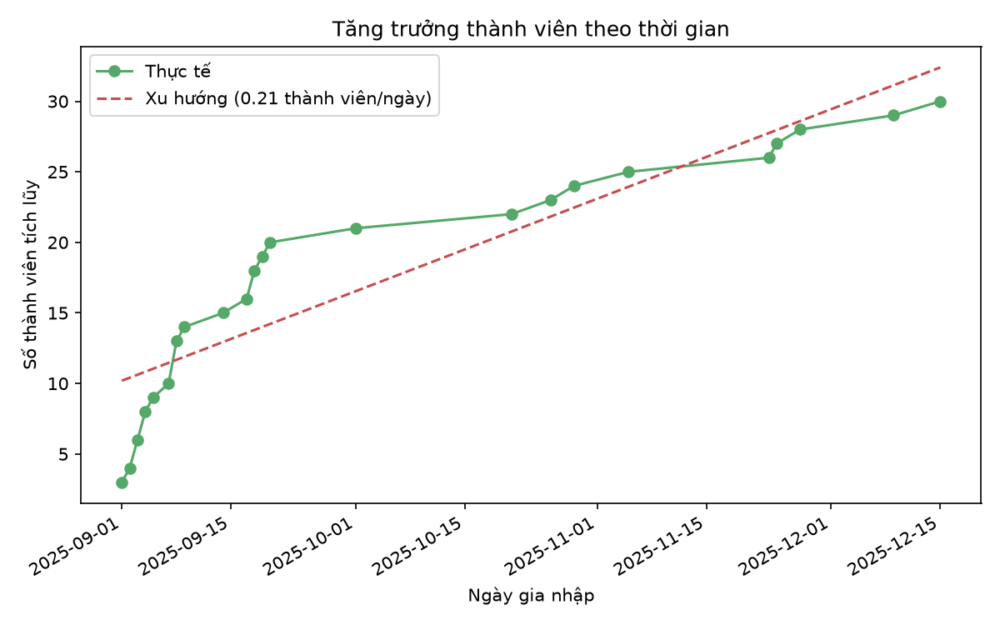 Tăng trưởng thành viên theo thời gian
Thực tế
Xu hướng (0.21 thành viên/ngày)
Số thành viên tích lũy
30
25
20
15
10
5
2025-09-01
2025-09-15
2025-10-01
2025-10-15
2025-11-01
2025-11-15
2025-12-01
2025-12-15
Ngày gia nhập